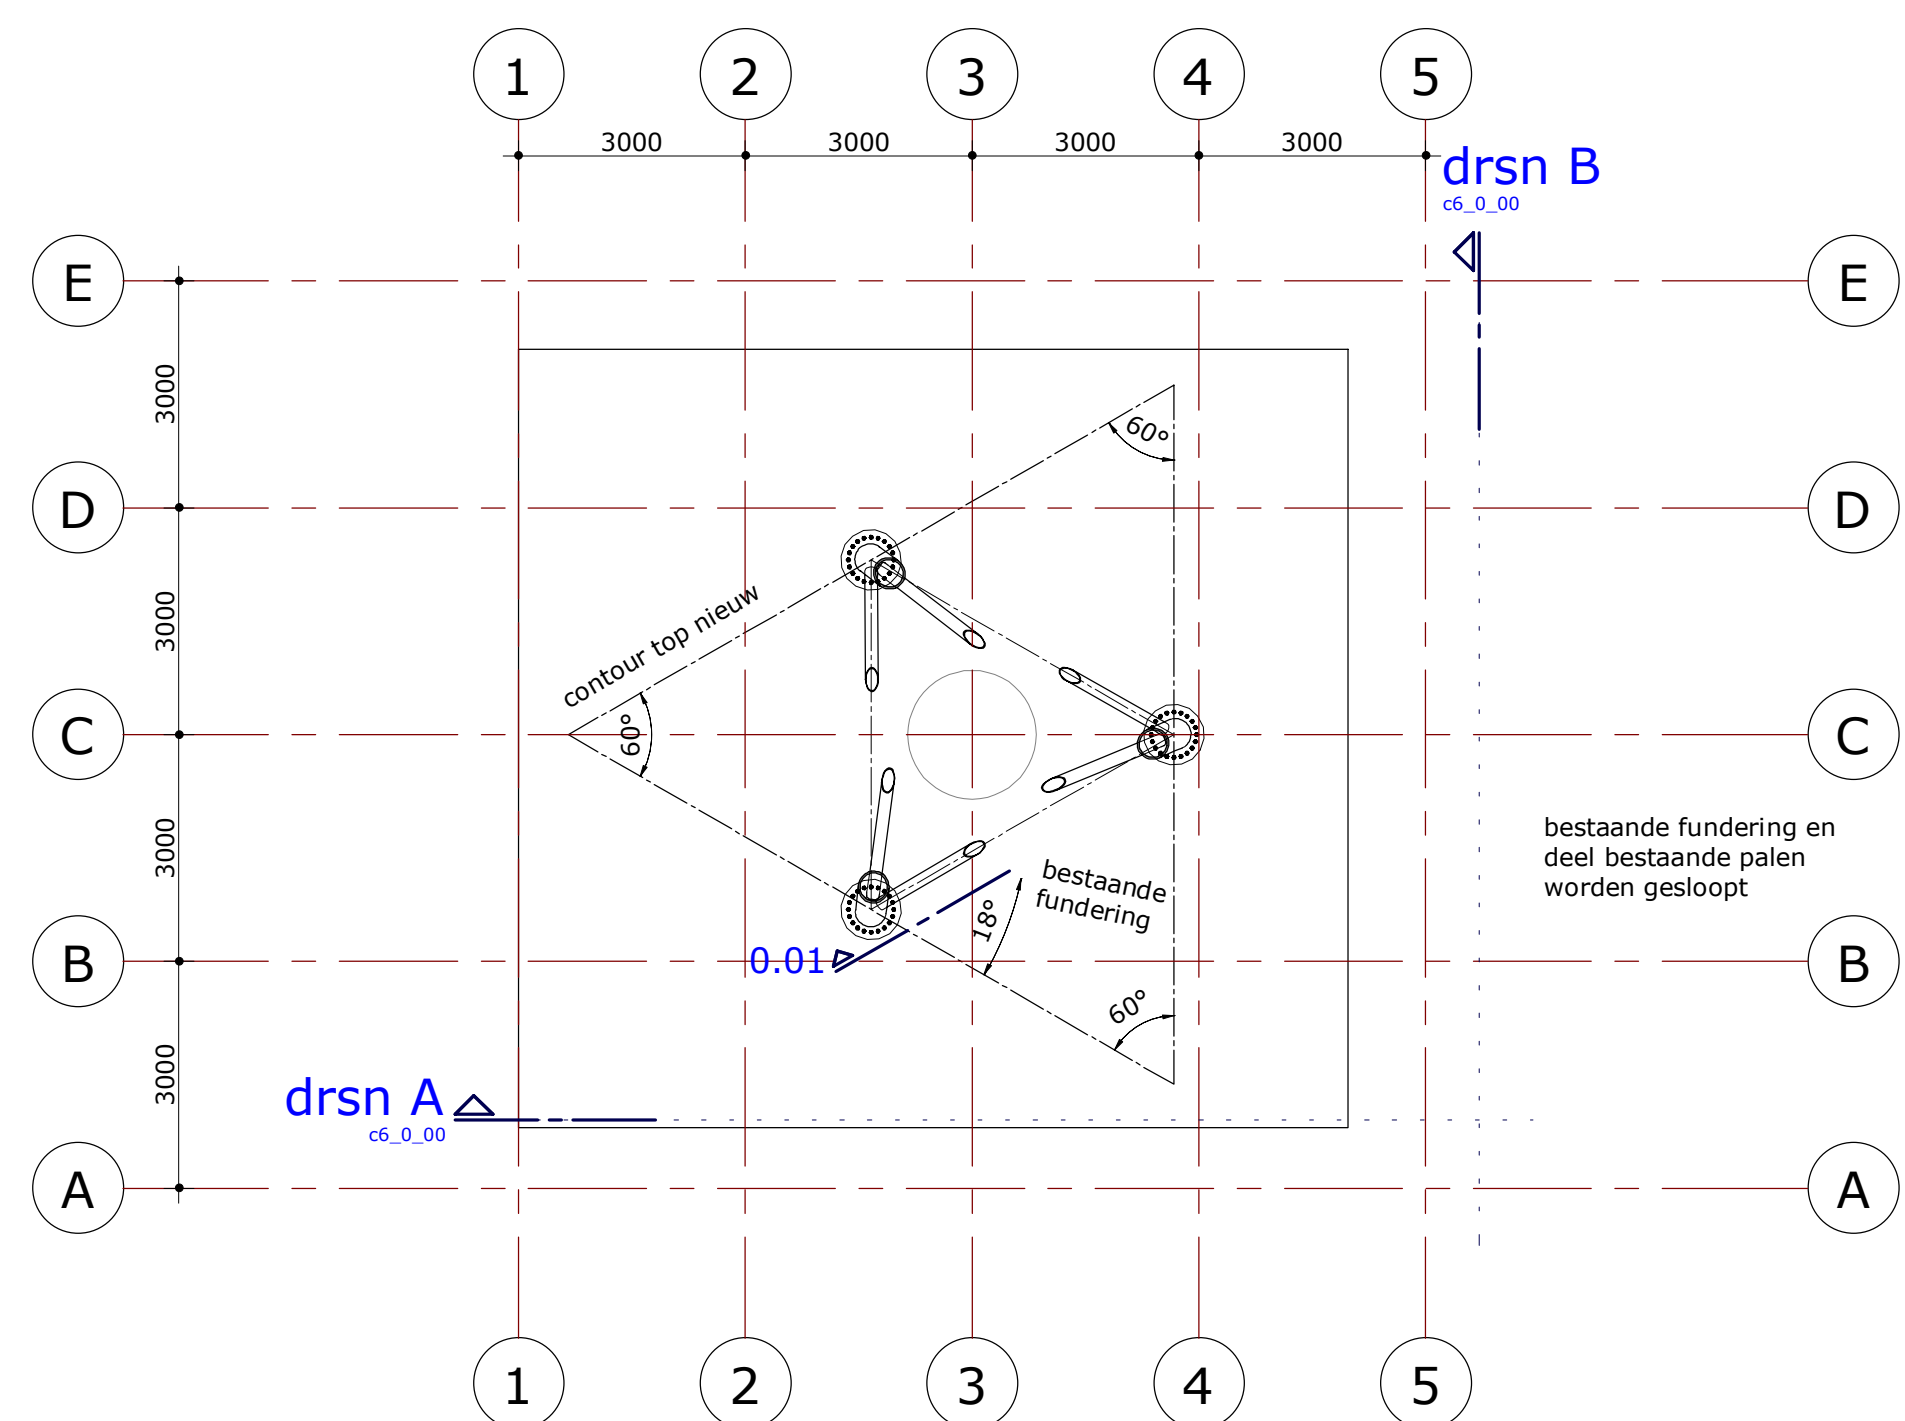 1 2 3 4 5
3000 3000 3000 3000
drsn B
c6_0_00
E E
3000
60°
D D
contour top nieuw
3000
60°
C C
bestaande fundering en
deel bestaande palen
worden gesloopt
3000
bestaande
fundering
18°
0.01
B B
60°
3000
drsn A
c6_0_00
A A
1 2 3 4 5